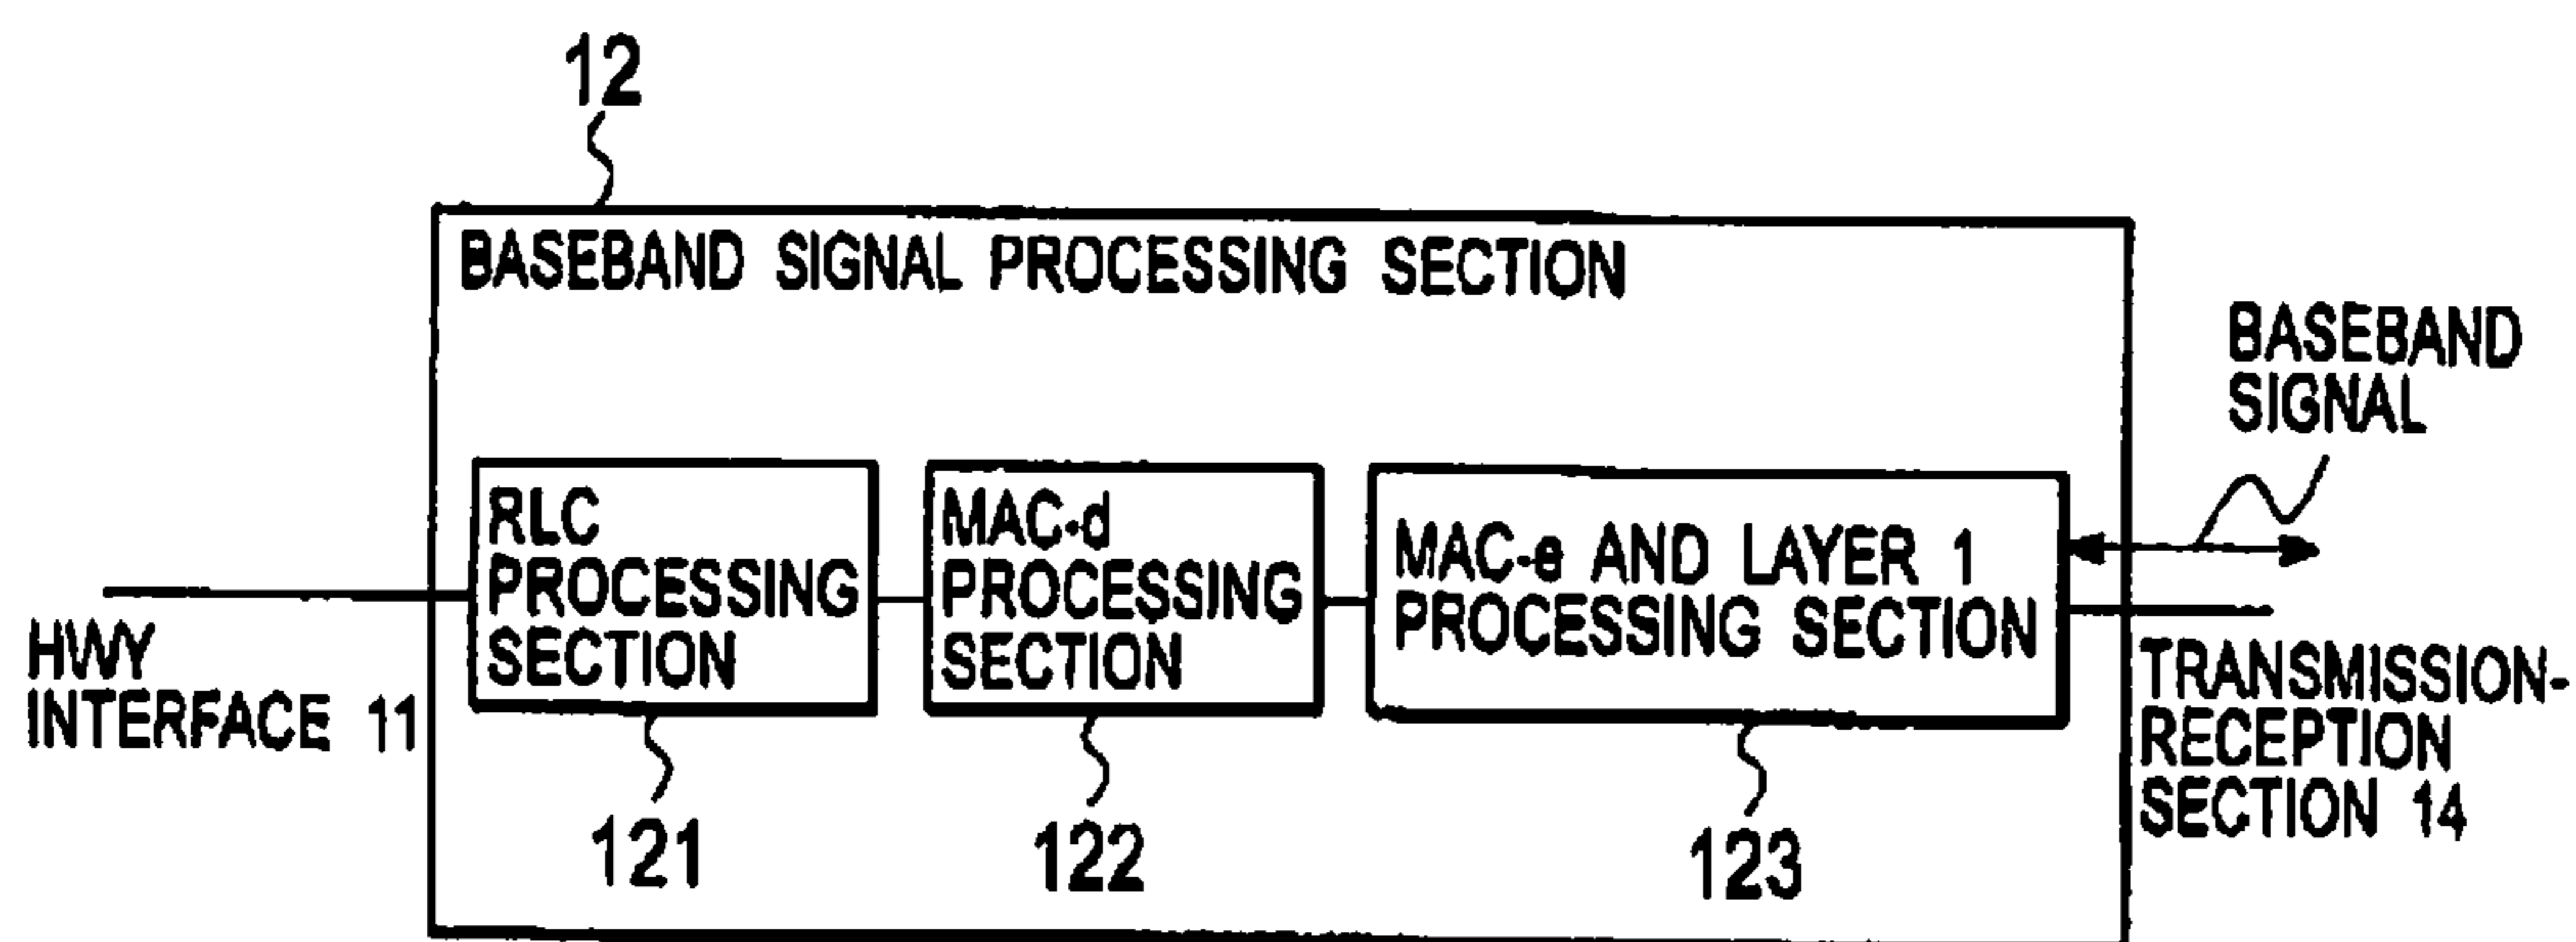 12
BASEBAND SIGNAL PROCESSING SECTION
BASEBAND
SIGNAL
RLC
PROCESSING
SECTION
MAC-d
PROCESSING
SECTION
MAC-e AND LAYER 1
PROCESSING SECTION
HWY
INTERFACE 11
TRANSMISSION-
RECEPTION
SECTION 14
121
122
123